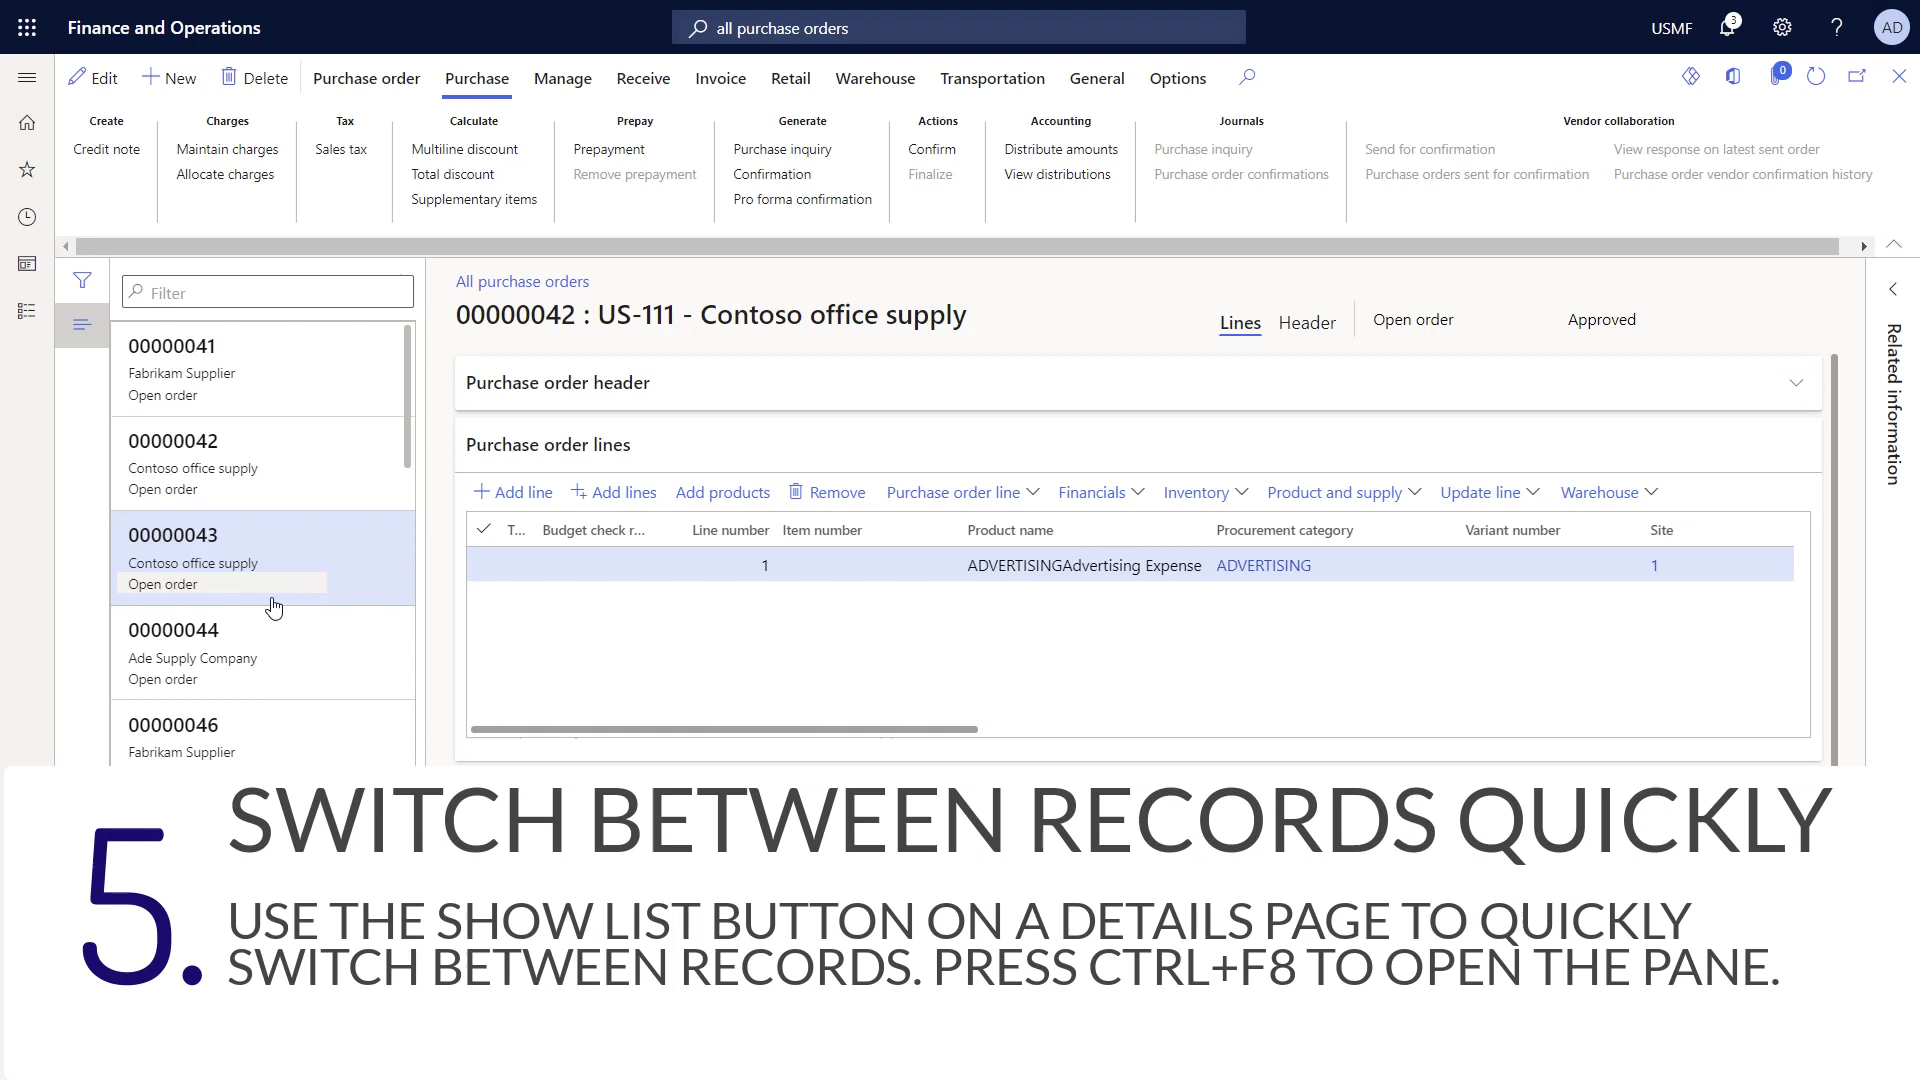 Finance and Operations
all purchase orders
USMF
3
?
AD
Edit
New
Delete
Purchase order
Purchase
Manage
Receive
Invoice
Retail
Warehouse
Transportation
General
Options
0
Create
Credit note
Charges
Maintain charges
Allocate charges
Tax
Sales tax
Calculate
Multiline discount
Total discount
Supplementary items
Prepay
Prepayment
Remove prepayment
Generate
Purchase inquiry
Confirmation
Pro forma confirmation
Actions
Confirm
Finalize
Accounting
Distribute amounts
View distributions
Journals
Purchase inquiry
Purchase order confirmations
Vendor collaboration
Send for confirmation
Purchase orders sent for confirmation
View response on latest sent order
Purchase order vendor confirmation history
Filter
00000041
Fabrikam Supplier
Open order
00000042
Contoso office supply
Open order
00000043
Contoso office supply
Open order
00000044
Ade Supply Company
Open order
00000046
Fabrikam Supplier
All purchase orders
00000042 : US-111 - Contoso office supply
Lines
Header
Open order
Approved
Purchase order header
Purchase order lines
Add line
Add lines
Add products
Remove
Purchase order line
Financials
Inventory
Product and supply
Update line
Warehouse
T... Budget check r... Line number Item number Product name Procurement category Variant number Site
1 ADVERTISINGAdvertising Expense ADVERTISING 1
Related information
5.
SWITCH BETWEEN RECORDS QUICKLY
USE THE SHOW LIST BUTTON ON A DETAILS PAGE TO QUICKLY
SWITCH BETWEEN RECORDS. PRESS CTRL+F8 TO OPEN THE PANE.